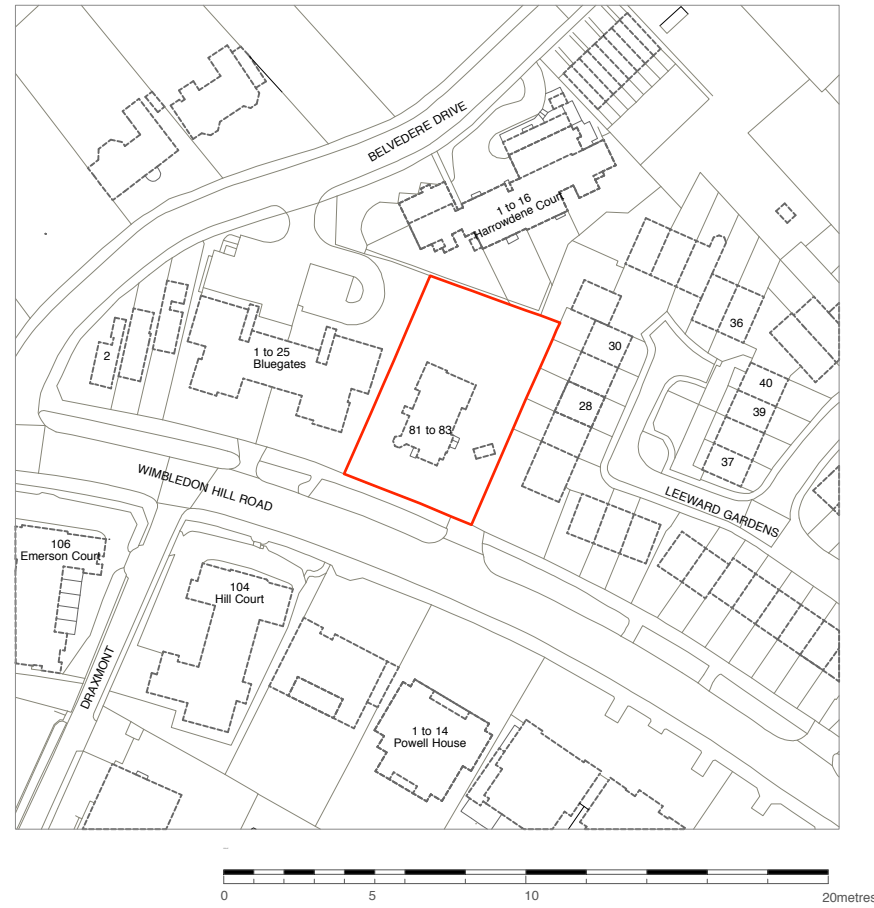 BELVEDERE DRIVE
1 to 16
Harrowdene Court
36
30
1 to 25
Bluegates
2
40
39
28
81 to 83
37
WIMBLEDON HILL ROAD
LEEWARD GARDENS
106
Emerson Court
104
Hill Court
DRAXMONT
1 to 14
Powell House
0 5 10 20metres